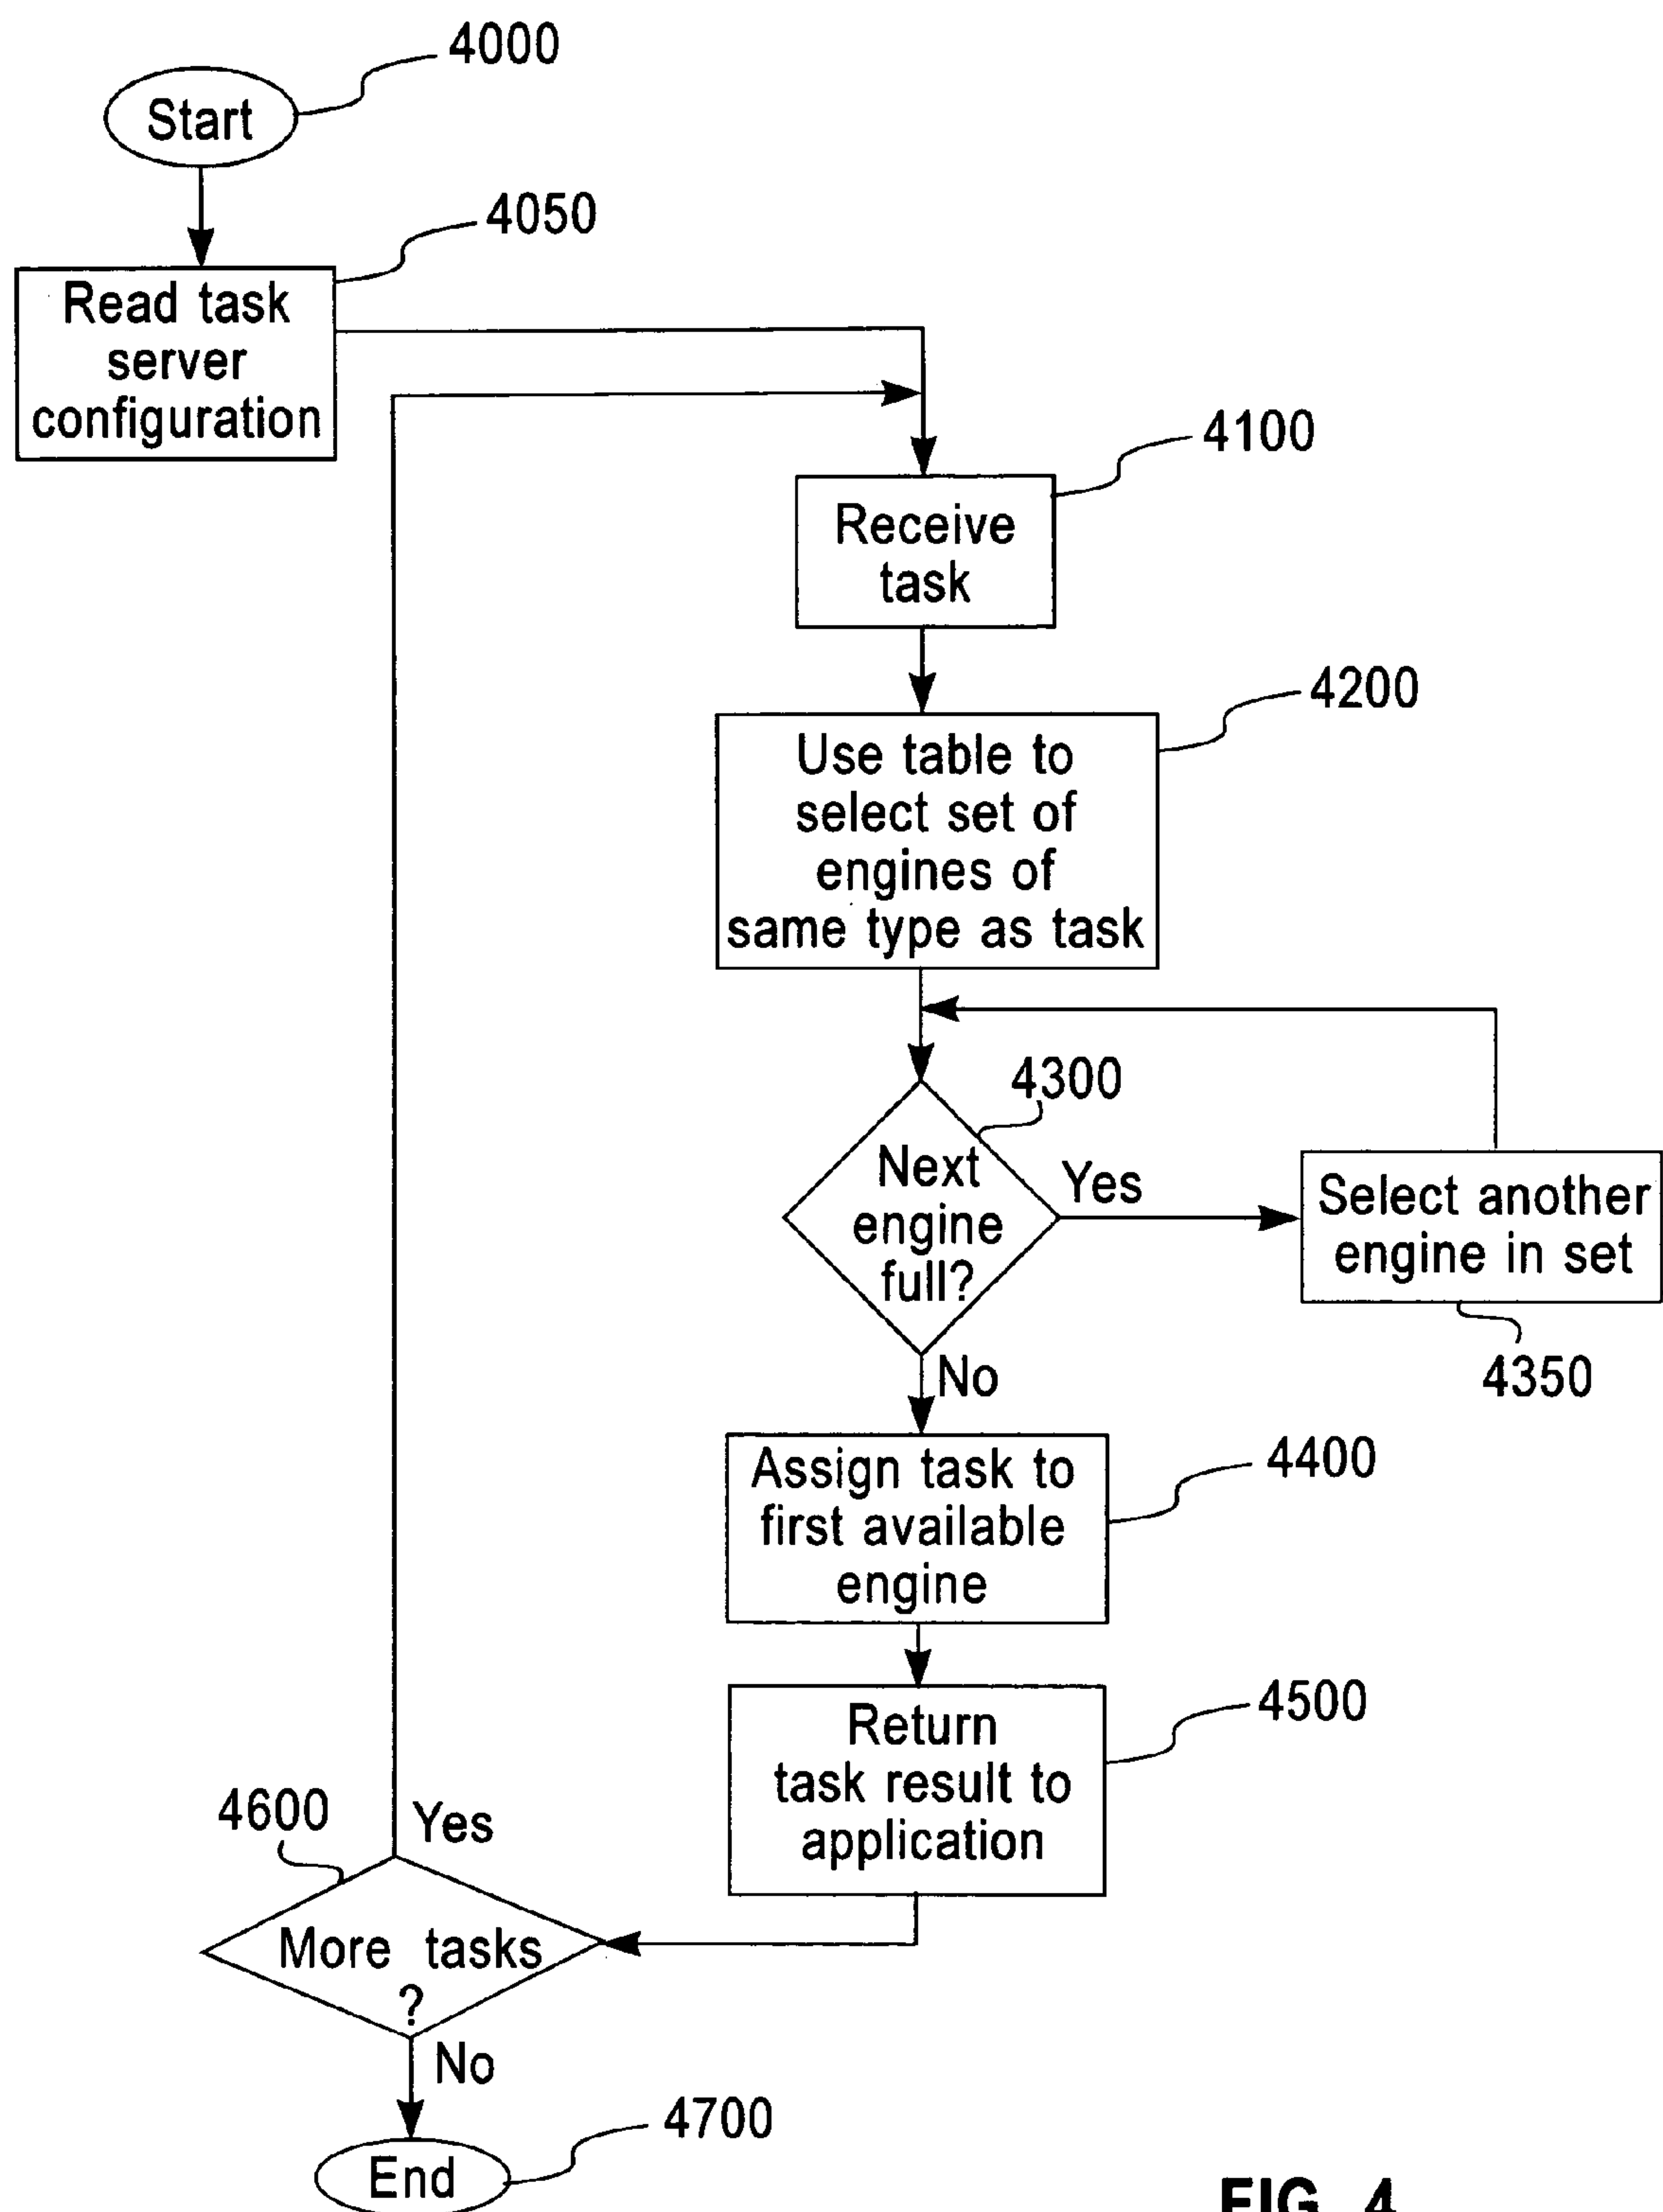 4000
Start
4050
Read task
server
configuration
4100
Receive
task
4200
Use table to
select set of
engines of
same type as task
4300
Next
engine
full?
Yes
Select another
engine in set
4350
No
4400
Assign task to
first available
engine
4500
Return
task result to
application
4600
Yes
More tasks
?
No
4700
End
FIG. 4